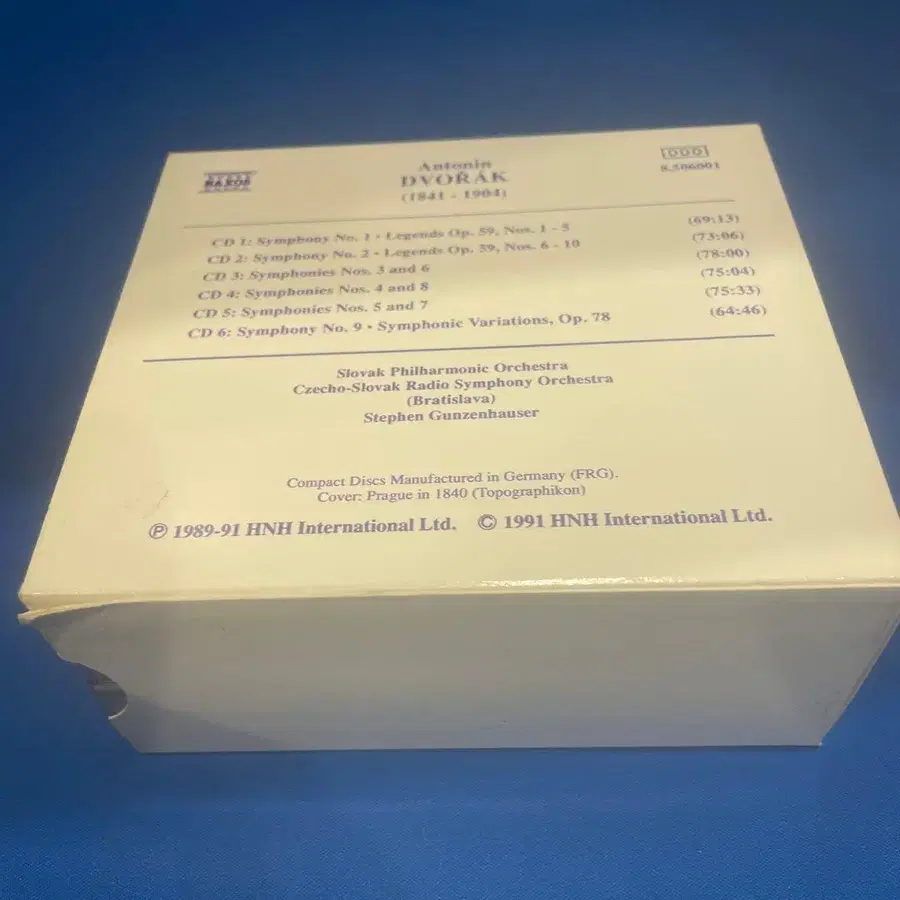 NAXOS
Antonín
DVOŘÁK
(1841 - 1904)
DDD
8.506001
CD 1: Symphony No. 1 • Legends Op. 59, Nos. 1 - 5 (69:13)
CD 2: Symphony No. 2 • Legends Op. 59, Nos. 6 - 10 (73:06)
CD 3: Symphonies Nos. 3 and 6 (78:00)
CD 4: Symphonies Nos. 4 and 8 (75:04)
CD 5: Symphonies Nos. 5 and 7 (75:33)
CD 6: Symphony No. 9 • Symphonic Variations, Op. 78 (64:46)
Slovak Philharmonic Orchestra
Czecho-Slovak Radio Symphony Orchestra
(Bratislava)
Stephen Gunzenhauser
Compact Discs Manufactured in Germany (FRG).
Cover: Prague in 1840 (Topographikon)
℗ 1989-91 HNH International Ltd. © 1991 HNH International Ltd.